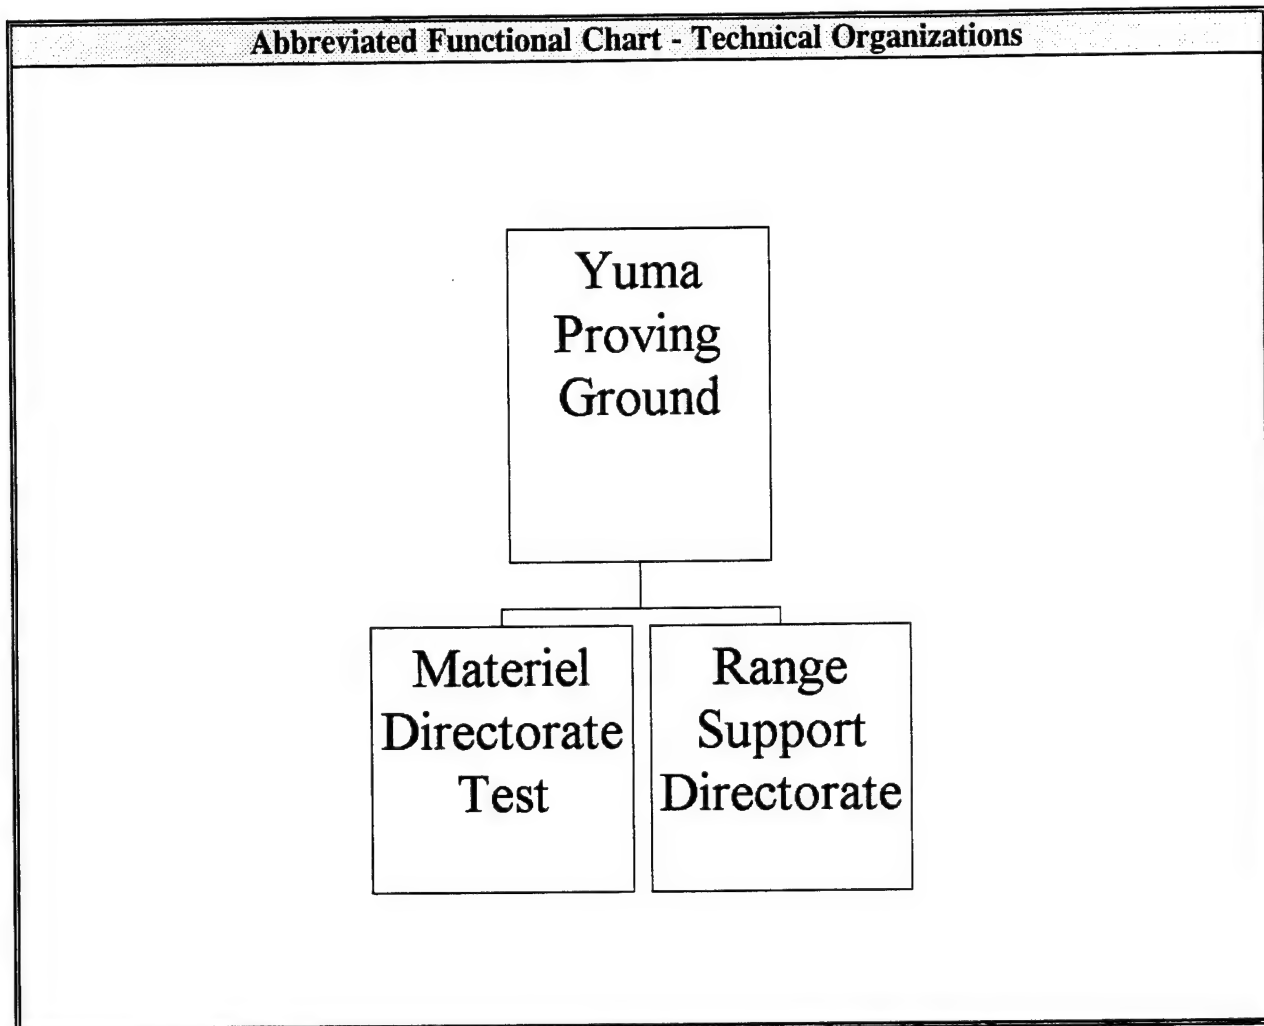 Abbreviated Functional Chart - Technical Organizations
Yuma
Proving
Ground
Materiel
Directorate
Test
Range
Support
Directorate